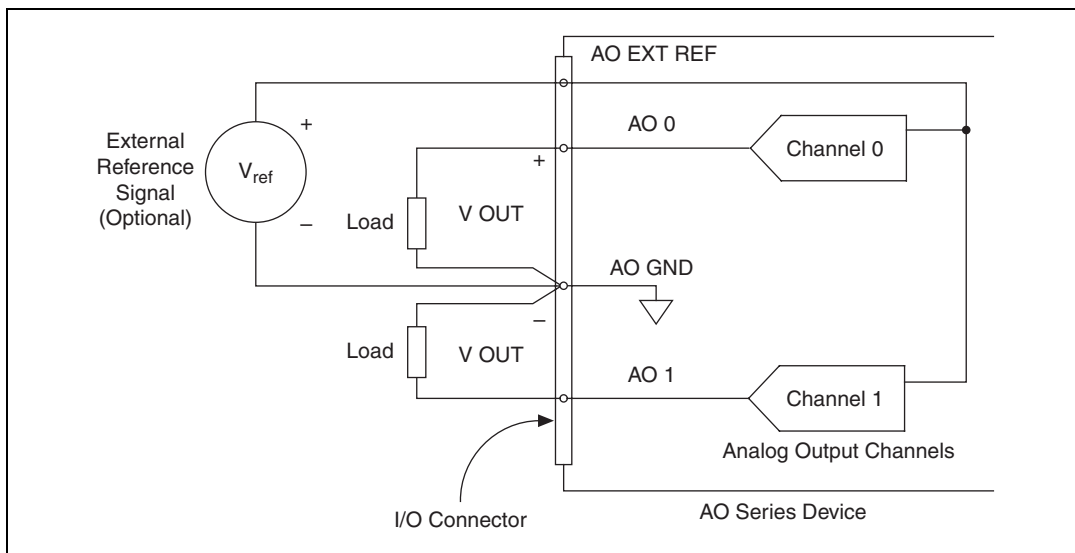 AO EXT REF
AO 0
Channel 0
External
Reference
Signal
(Optional)
+
V_ref
–
+
Load
V OUT
AO GND
–
Load
V OUT
AO 1
Channel 1
Analog Output Channels
I/O Connector
AO Series Device